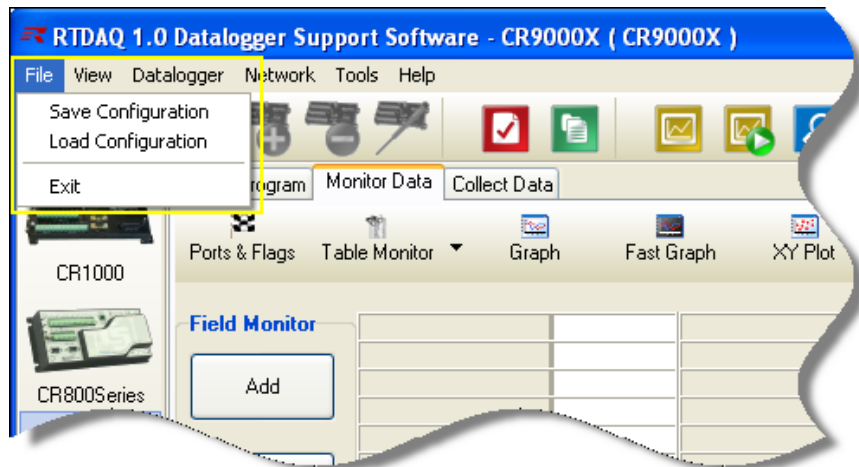 RTDAQ 1.0 Datalogger Support Software - CR9000X ( CR9000X )
File View Datalogger Network Tools Help
Save Configuration
Load Configuration
Exit
Monitor Data Collect Data
Ports & Flags Table Monitor Graph Fast Graph XY Plot
CR1000
Field Monitor
Add
CR800Series